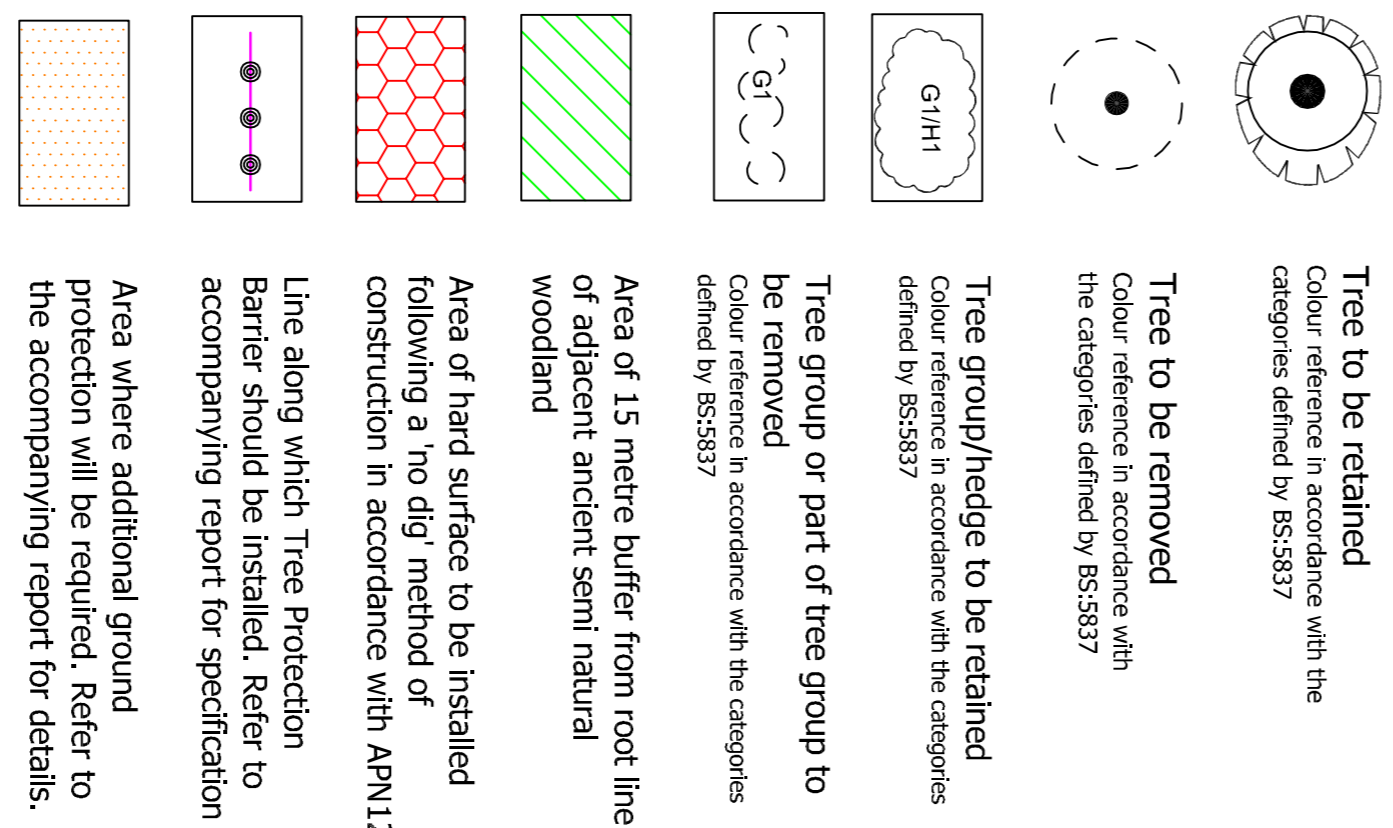 Tree to be retained
Colour reference in accordance with the
categories defined by BS:5837
Tree to be removed
Colour reference in accordance with
the categories defined by BS:5837
G1/H1
Tree group/hedge to be retained
Colour reference in accordance with the categories
defined by BS:5837
G1
Tree group or part of tree group to
be removed
Colour reference in accordance with the categories
defined by BS:5837
Area of 15 metre buffer from root line
of adjacent ancient semi natural
woodland
Area of hard surface to be installed
following a 'no dig' method of
construction in accordance with APN12
Line along which Tree Protection
Barrier should be installed. Refer to
accompanying report for specification
Area where additional ground
protection will be required. Refer to
the accompanying report for details.